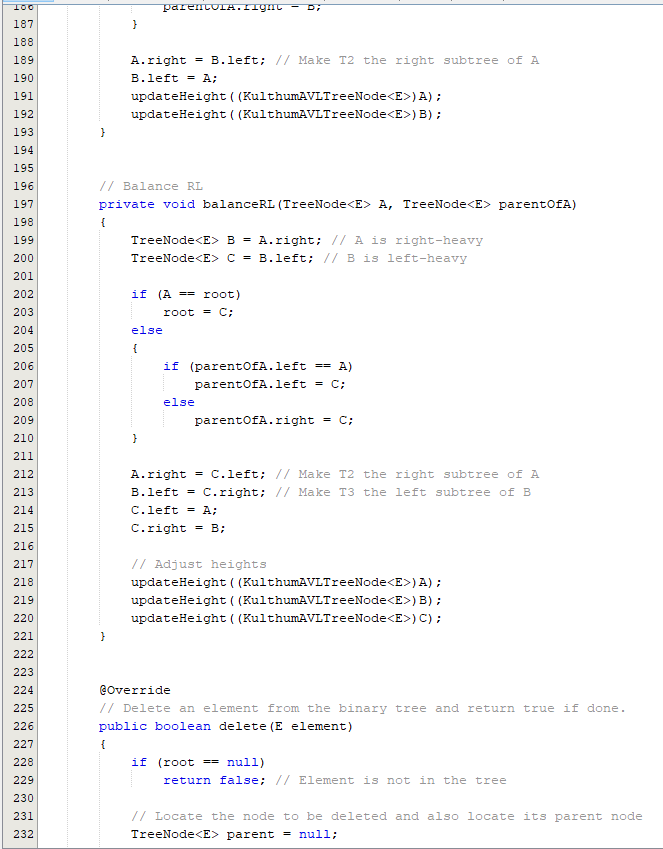 186 parentOfA.right = B;
187 }
188
189 A.right = B.left; // Make T2 the right subtree of A
190 B.left = A;
191 updateHeight((KulthumAVLTreeNode<E>)A);
192 updateHeight((KulthumAVLTreeNode<E>)B);
193 }
194
195
196 // Balance RL
197 private void balanceRL(TreeNode<E> A, TreeNode<E> parentOfA)
198 {
199 TreeNode<E> B = A.right; // A is right-heavy
200 TreeNode<E> C = B.left; // B is left-heavy
201
202 if (A == root)
203 root = C;
204 else
205 {
206 if (parentOfA.left == A)
207 parentOfA.left = C;
208 else
209 parentOfA.right = C;
210 }
211
212 A.right = C.left; // Make T2 the right subtree of A
213 B.left = C.right; // Make T3 the left subtree of B
214 C.left = A;
215 C.right = B;
216
217 // Adjust heights
218 updateHeight((KulthumAVLTreeNode<E>)A);
219 updateHeight((KulthumAVLTreeNode<E>)B);
220 updateHeight((KulthumAVLTreeNode<E>)C);
221 }
222
223
224 @Override
225 // Delete an element from the binary tree and return true if done.
226 public boolean delete(E element)
227 {
228 if (root == null)
229 return false; // Element is not in the tree
230
231 // Locate the node to be deleted and also locate its parent node
232 TreeNode<E> parent = null;